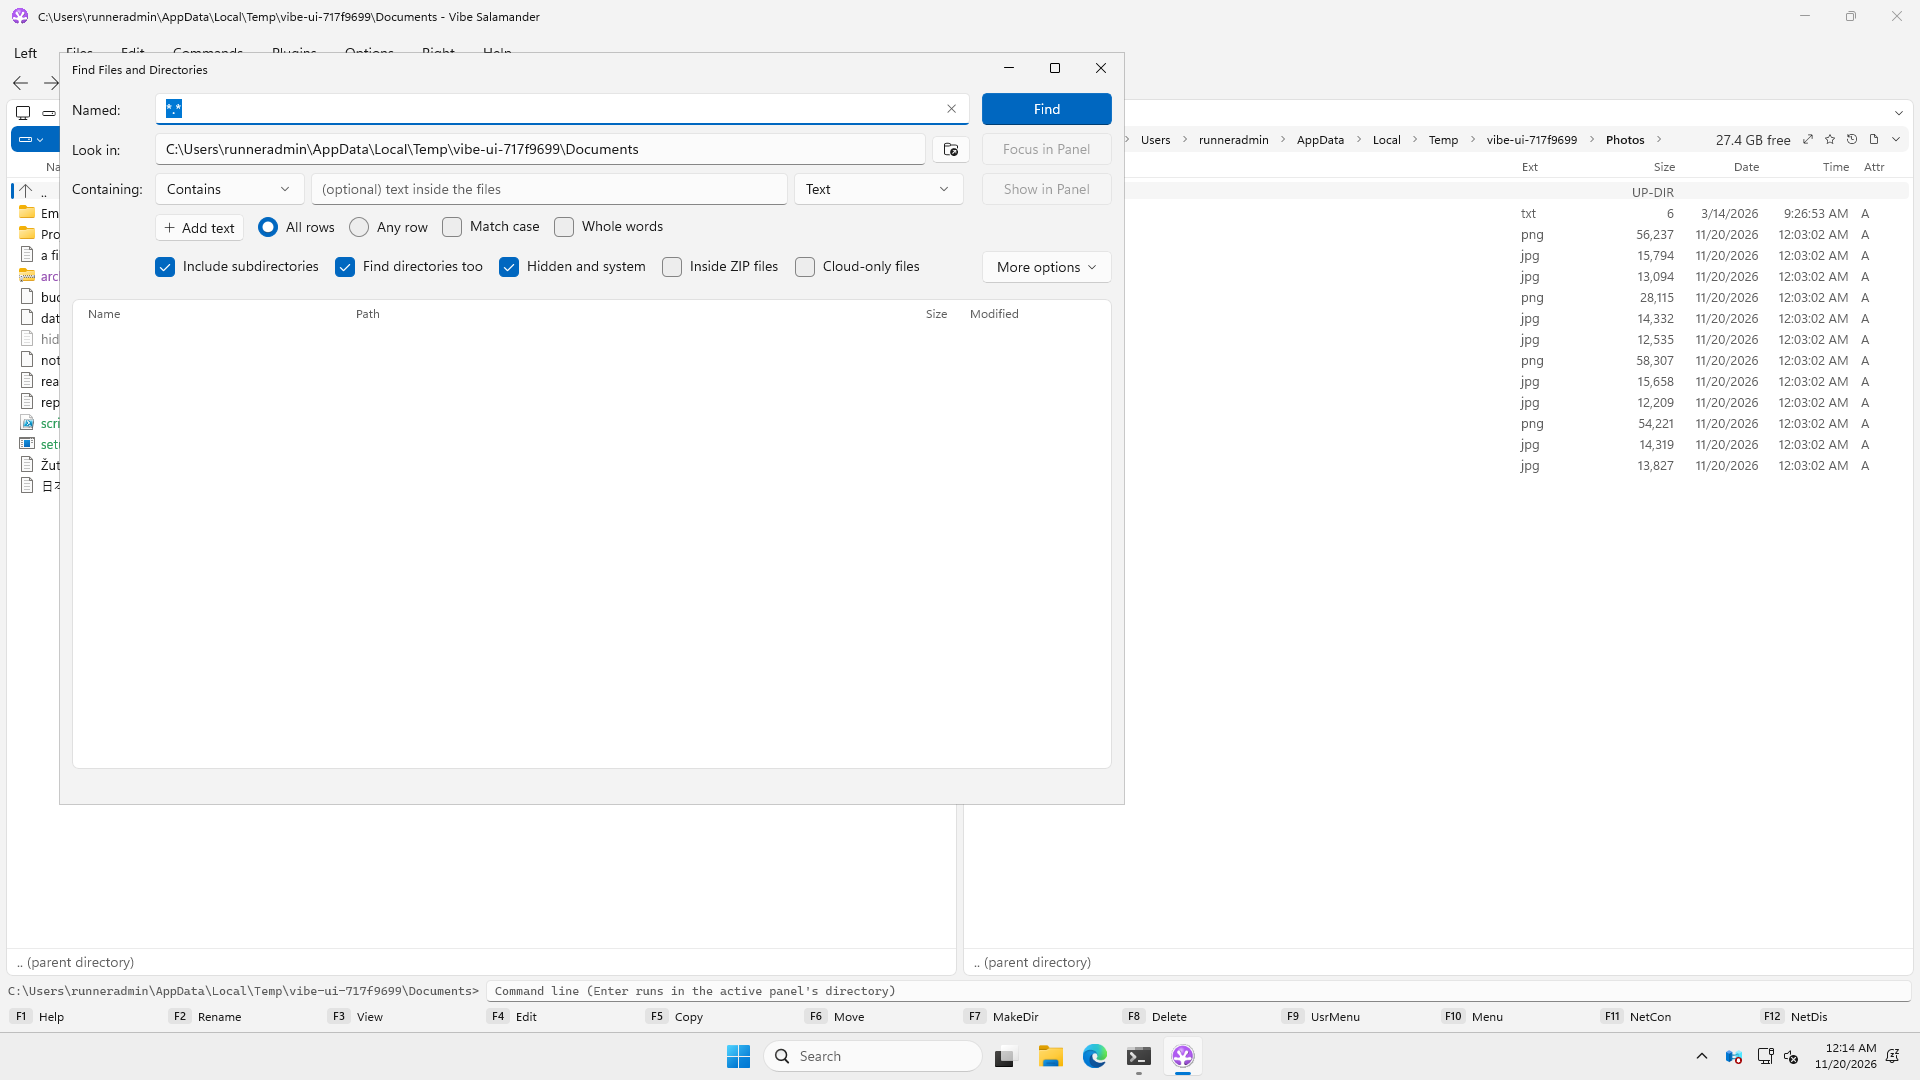 C:\Users\runneradmin\AppData\Local\Temp\vibe-ui-717f9699\Documents - Vibe Salamander
Left Files Edit Commands Plugins Options Right Help
Find Files and Directories
Named: *.* Find
Look in: C:\Users\runneradmin\AppData\Local\Temp\vibe-ui-717f9699\Documents Focus in Panel
Containing: Contains (optional) text inside the files Text Show in Panel
Add text All rows Any row Match case Whole words
Include subdirectories Find directories too Hidden and system Inside ZIP files Cloud-only files More options
Name Path Size Modified
Users runneradmin AppData Local Temp vibe-ui-717f9699 Photos 27.4 GB free
Ext Size Date Time Attr
UP-DIR
txt 6 3/14/2026 9:26:53 AM A
png 56,237 11/20/2026 12:03:02 AM A
jpg 15,794 11/20/2026 12:03:02 AM A
jpg 13,094 11/20/2026 12:03:02 AM A
png 28,115 11/20/2026 12:03:02 AM A
jpg 14,332 11/20/2026 12:03:02 AM A
jpg 12,535 11/20/2026 12:03:02 AM A
png 58,307 11/20/2026 12:03:02 AM A
jpg 15,658 11/20/2026 12:03:02 AM A
jpg 12,209 11/20/2026 12:03:02 AM A
png 54,221 11/20/2026 12:03:02 AM A
jpg 14,319 11/20/2026 12:03:02 AM A
jpg 13,827 11/20/2026 12:03:02 AM A
.. (parent directory)
.. (parent directory)
C:\Users\runneradmin\AppData\Local\Temp\vibe-ui-717f9699\Documents> Command line (Enter runs in the active panel's directory)
F1 Help F2 Rename F3 View F4 Edit F5 Copy F6 Move F7 MakeDir F8 Delete F9 UsrMenu F10 Menu F11 NetCon F12 NetDis
Search
12:14 AM
11/20/2026